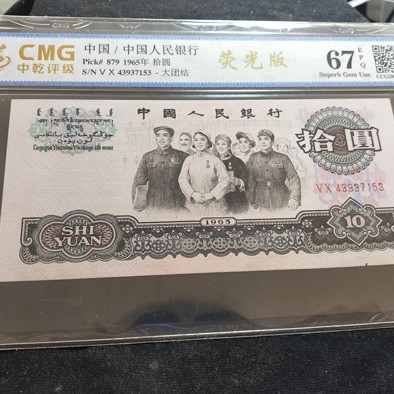 CMG
中乾评级
中国 / 中国人民银行
Pick# 879 1965年 拾圆
S/N V X 43937153 - 大团结
荧光版
67 EPQ
Superb Gem Unc
中國人民銀行
拾圓
VX 43937153
1965
SHI
YUAN
10